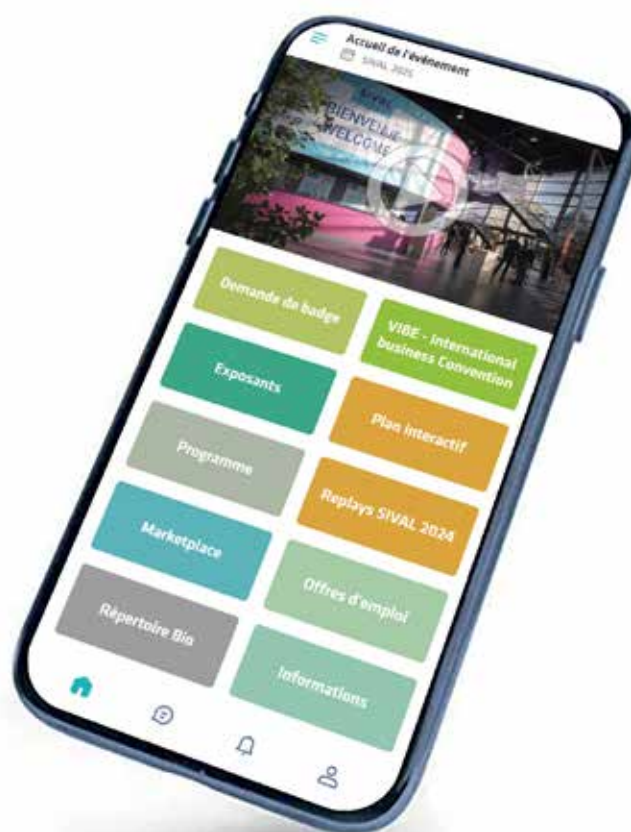 Accueil de l'événement
SIVAL 2025
SIVAL
BIENVENUE
WELCOME
Demande de badge
VIBE - International
business Convention
Exposants
Plan interactif
Programme
Replays SIVAL 2024
Marketplace
Offres d'emploi
Répertoire Bio
Informations